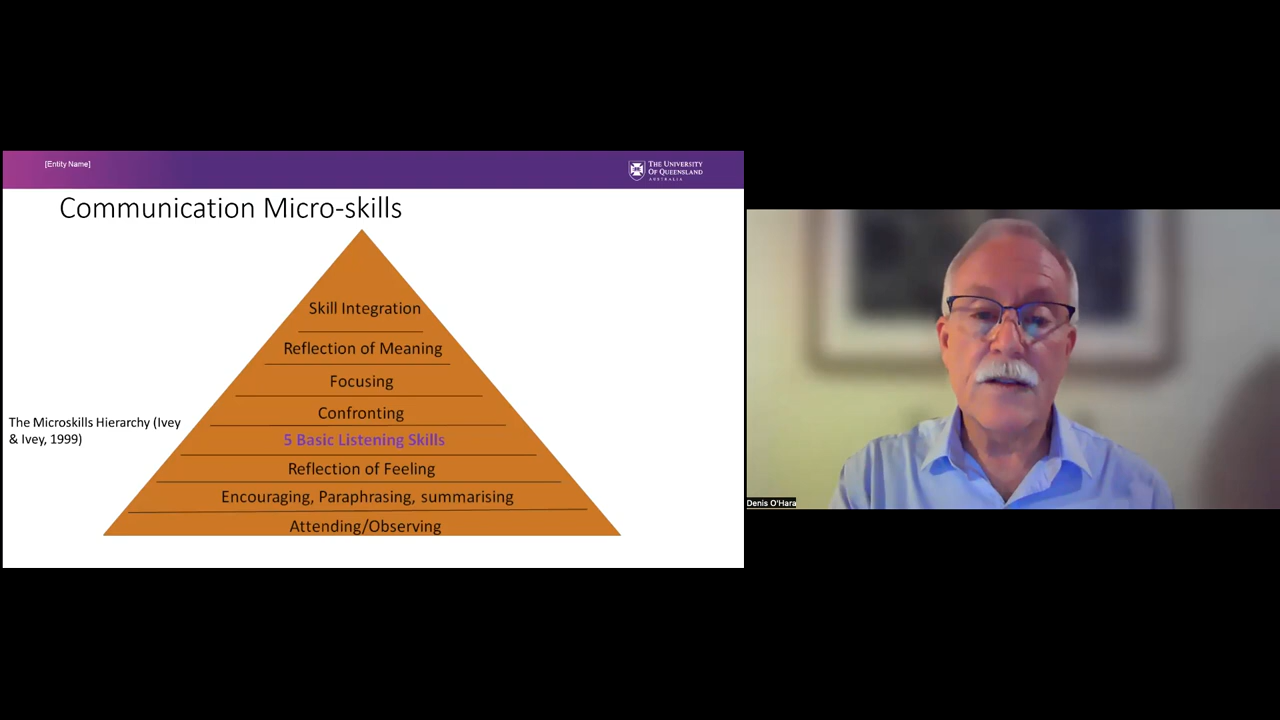 [Entity Name]
THE UNIVERSITY
OF QUEENSLAND
AUSTRALIA
Communication Micro-skills
Skill Integration
Reflection of Meaning
Focusing
Confronting
The Microskills Hierarchy (Ivey
& Ivey, 1999)
5 Basic Listening Skills
Reflection of Feeling
Encouraging, Paraphrasing, summarising
Attending/Observing
Denis O'Hara